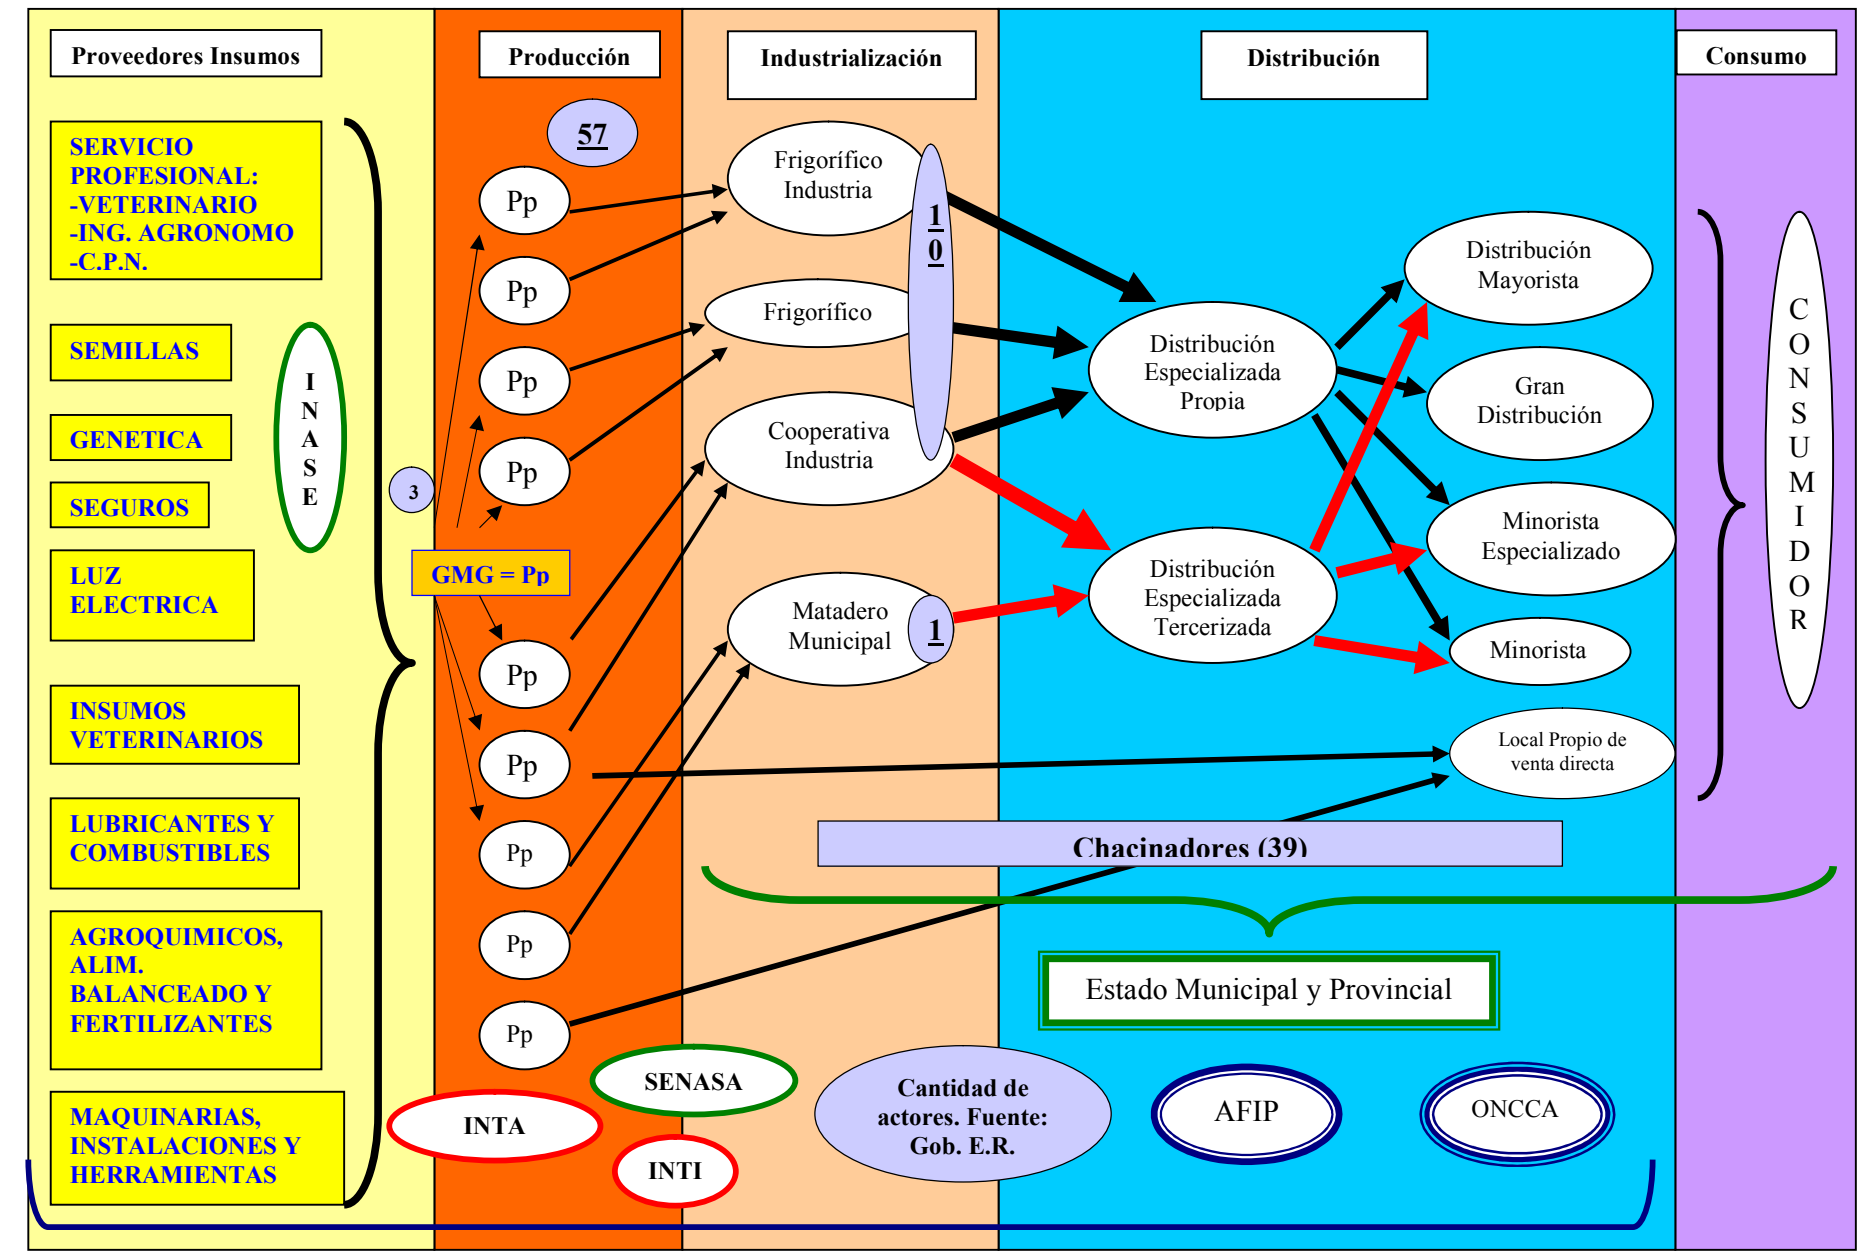 Proveedores Insumos
Producción
Industrialización
Distribución
Consumo
SERVICIO
PROFESIONAL:
-VETERINARIO
-ING. AGRONOMO
-C.P.N.
SEMILLAS
GENETICA
SEGUROS
LUZ
ELECTRICA
INSUMOS
VETERINARIOS
LUBRICANTES Y
COMBUSTIBLES
AGROQUIMICOS,
ALIM.
BALANCEADO Y
FERTILIZANTES
MAQUINARIAS,
INSTALACIONES Y
HERRAMIENTAS
I
N
A
S
E
3
GMG = Pp
57
Pp
Pp
Pp
Pp
Pp
Pp
Pp
Pp
Pp
INTA
SENASA
INTI
Frigorífico
Industria
Frigorífico
Cooperativa
Industria
Matadero
Municipal
1
0
1
Distribución
Especializada
Propia
Distribución
Especializada
Tercerizada
Distribución
Mayorista
Gran
Distribución
Minorista
Especializado
Minorista
Local Propio de
venta directa
Chacinadores (39)
Estado Municipal y Provincial
Cantidad de
actores. Fuente:
Gob. E.R.
AFIP
ONCCA
C
O
N
S
U
M
I
D
O
R